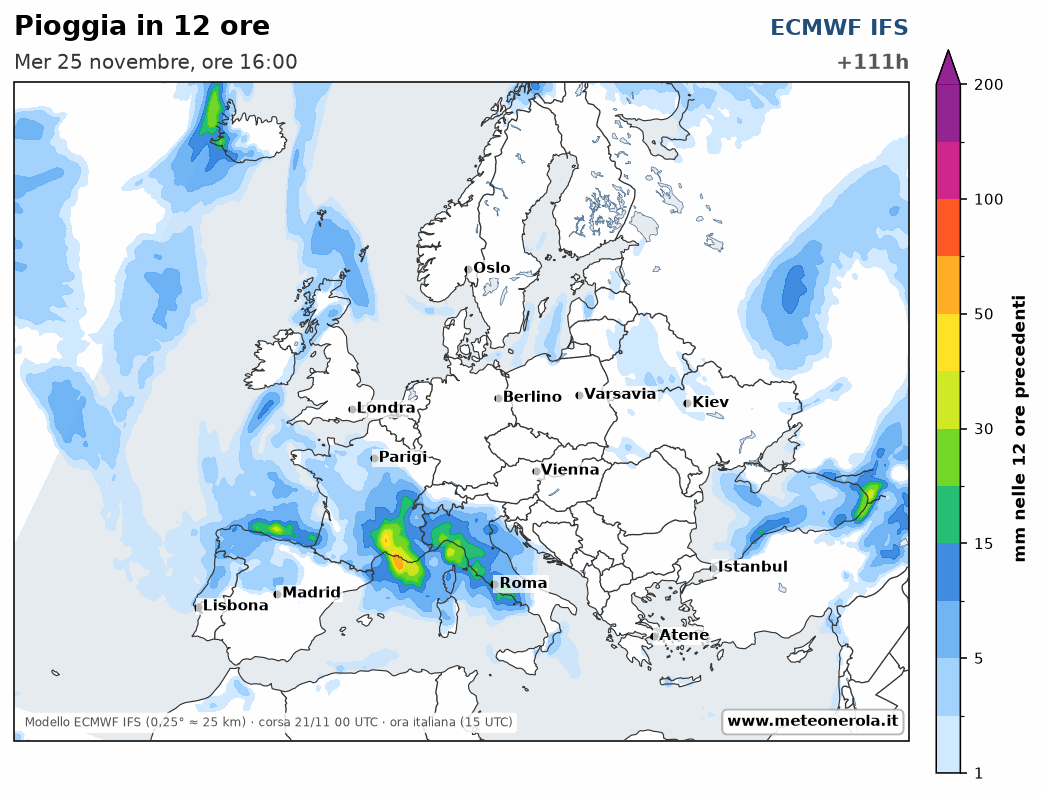 Pioggia in 12 ore
ECMWF IFS
Mer 25 novembre, ore 16:00
+111h
200
100
50
30
15
5
1
mm nelle 12 ore precedenti
Oslo
Londra
Berlino
Varsavia
Kiev
Parigi
Vienna
Istanbul
Roma
Madrid
Lisbona
Atene
Modello ECMWF IFS (0,25° ≈ 25 km) · corsa 21/11 00 UTC · ora italiana (15 UTC)
www.meteonerola.it